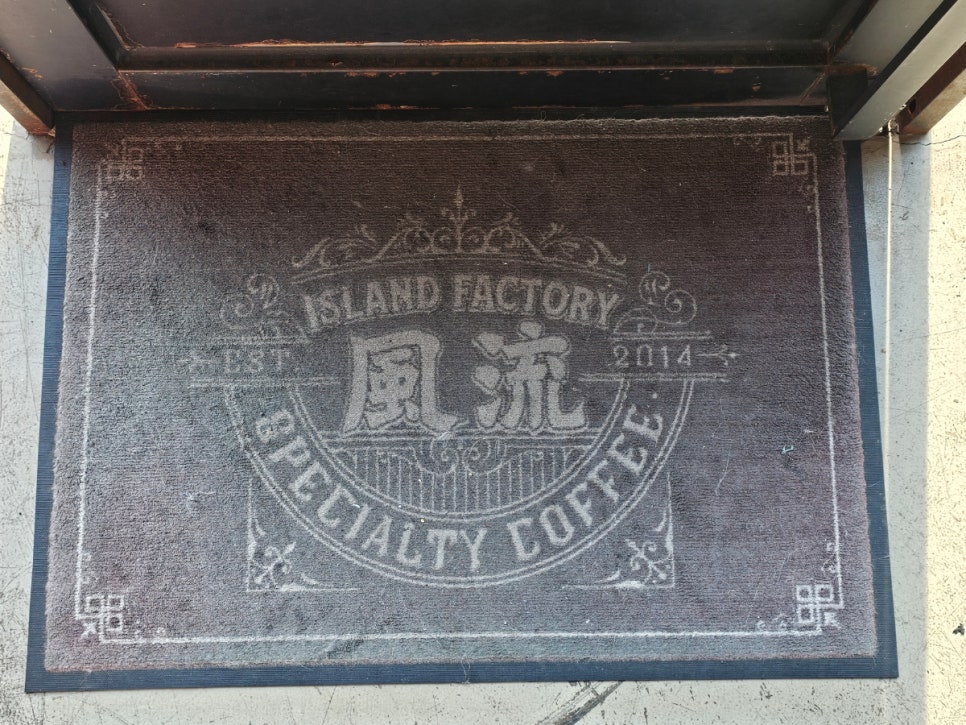 ISLAND FACTORY
EST. 風流 2014
SPECIALTY COFFEE.